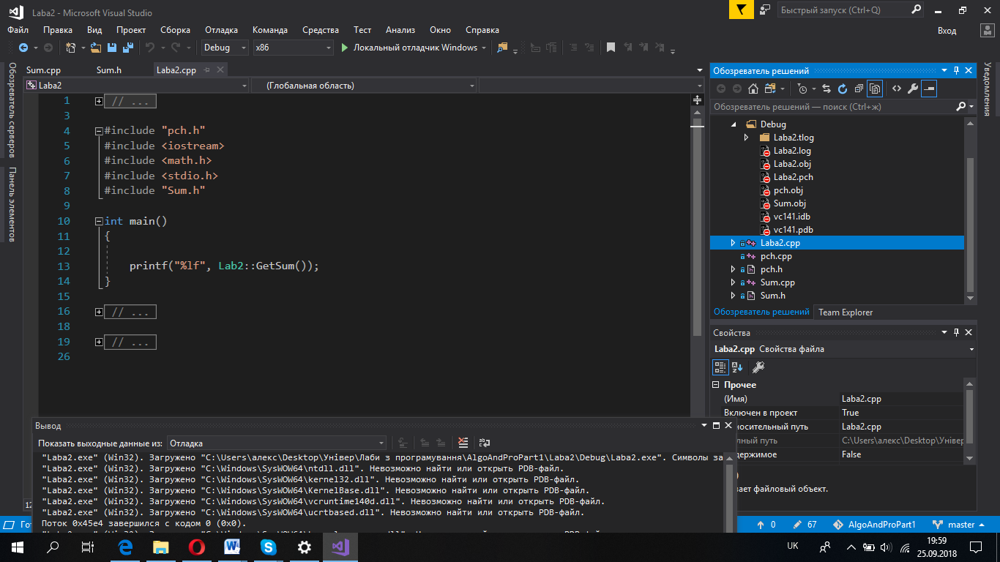 Laba2 - Microsoft Visual Studio
Быстрый запуск (Ctrl+Q)
Файл Правка Вид Проект Сборка Отладка Команда Средства Тест Анализ Окно Справка
Вход
Debug x86 Локальный отладчик Windows
Обозреватель серверов
Панель элементов
Sum.cpp Sum.h Laba2.cpp
Laba2 (Глобальная область)
1 // ...
3
4 #include "pch.h"
5 #include <iostream>
6 #include <math.h>
7 #include <stdio.h>
8 #include "Sum.h"
9
10 int main()
11 {
12
13 printf("%lf", Lab2::GetSum());
14 }
15
16 // ...
18
19 // ...
26
Обозреватель решений
Обозреватель решений — поиск (Ctrl+ж)
Debug
Laba2.tlog
Laba2.log
Laba2.obj
Laba2.pch
pch.obj
Sum.obj
vc141.idb
vc141.pdb
Laba2.cpp
pch.cpp
pch.h
Sum.cpp
Sum.h
Обозреватель решений Team Explorer
Уведомления
Свойства
Laba2.cpp Свойства файла
Прочее
(Имя) Laba2.cpp
Включен в проект True
носительный путь Laba2.cpp
лный путь C:\Users\алекс\Desktop\Універ
держимое False
)
вает файловый объект.
Вывод
Показать выходные данные из: Отладка
"Laba2.exe" (Win32). Загружено "C:\Users\алекс\Desktop\Універ\Лаби з програмування\AlgoAndProPart1\Laba2\Debug\Laba2.exe". Символы за
"Laba2.exe" (Win32). Загружено "C:\Windows\SysWOW64\ntdll.dll". Невозможно найти или открыть PDB-файл.
"Laba2.exe" (Win32). Загружено "C:\Windows\SysWOW64\kernel32.dll". Невозможно найти или открыть PDB-файл.
"Laba2.exe" (Win32). Загружено "C:\Windows\SysWOW64\KernelBase.dll". Невозможно найти или открыть PDB-файл.
"Laba2.exe" (Win32). Загружено "C:\Windows\SysWOW64\vcruntime140d.dll". Невозможно найти или открыть PDB-файл.
"Laba2.exe" (Win32). Загружено "C:\Windows\SysWOW64\ucrtbased.dll". Невозможно найти или открыть PDB-файл.
Поток 0x45e4 завершился с кодом 0 (0x0).
12
Го
0 67 AlgoAndProPart1 master
UK
19:59
25.09.2018